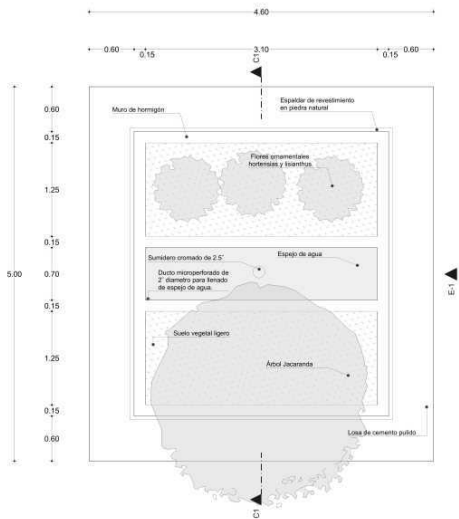 4.60
0.60
0.15
3.10
0.15
0.60
C1
Muro de hormigón
Espaldar de revestimiento
en piedra natural
0.60
0.15
1.25
0.15
0.70
0.15
1.25
0.15
0.60
5.00
Flores ornamentales
hortensias y lisianthus
Sumidero cromado de 2.5"
Espejo de agua
Ducto microperforado de
2" diametro para llenado
de espejo de agua.
E-1
Suelo vegetal ligero
Árbol Jacaranda
Losa de cemento pulido
C1